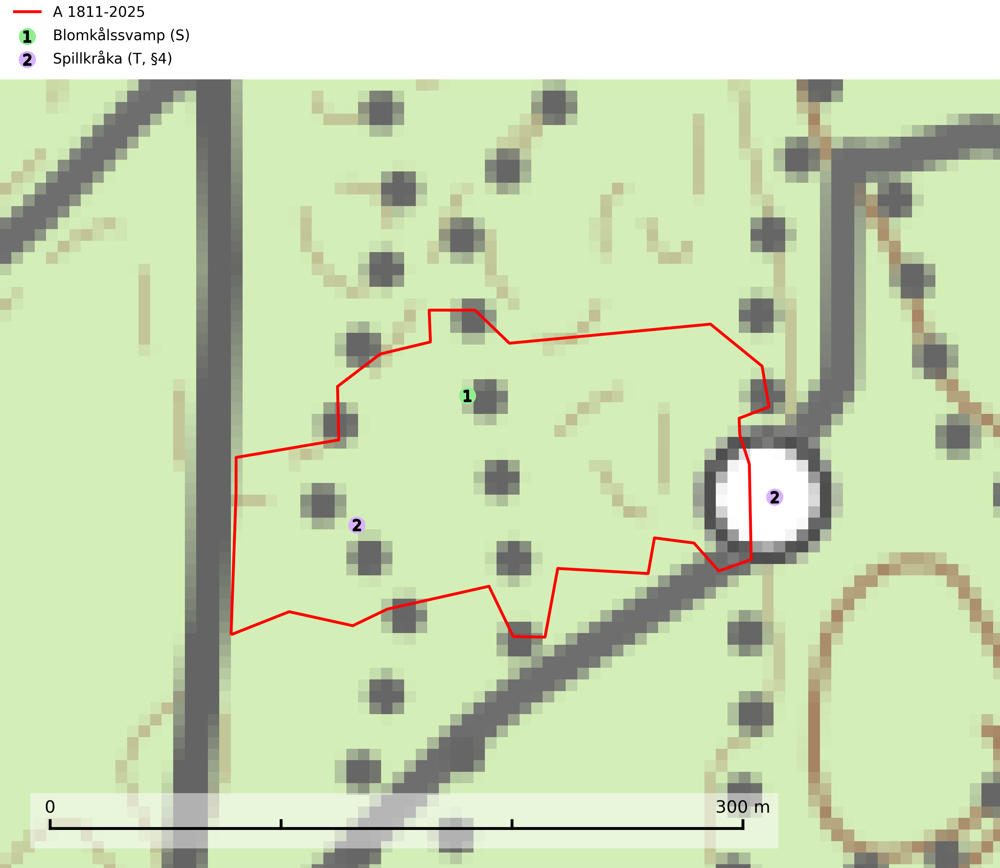 A 1811-2025
1 Blomkålssvamp (S)
2 Spillkråka (T, §4)
1
2
2
0 300 m